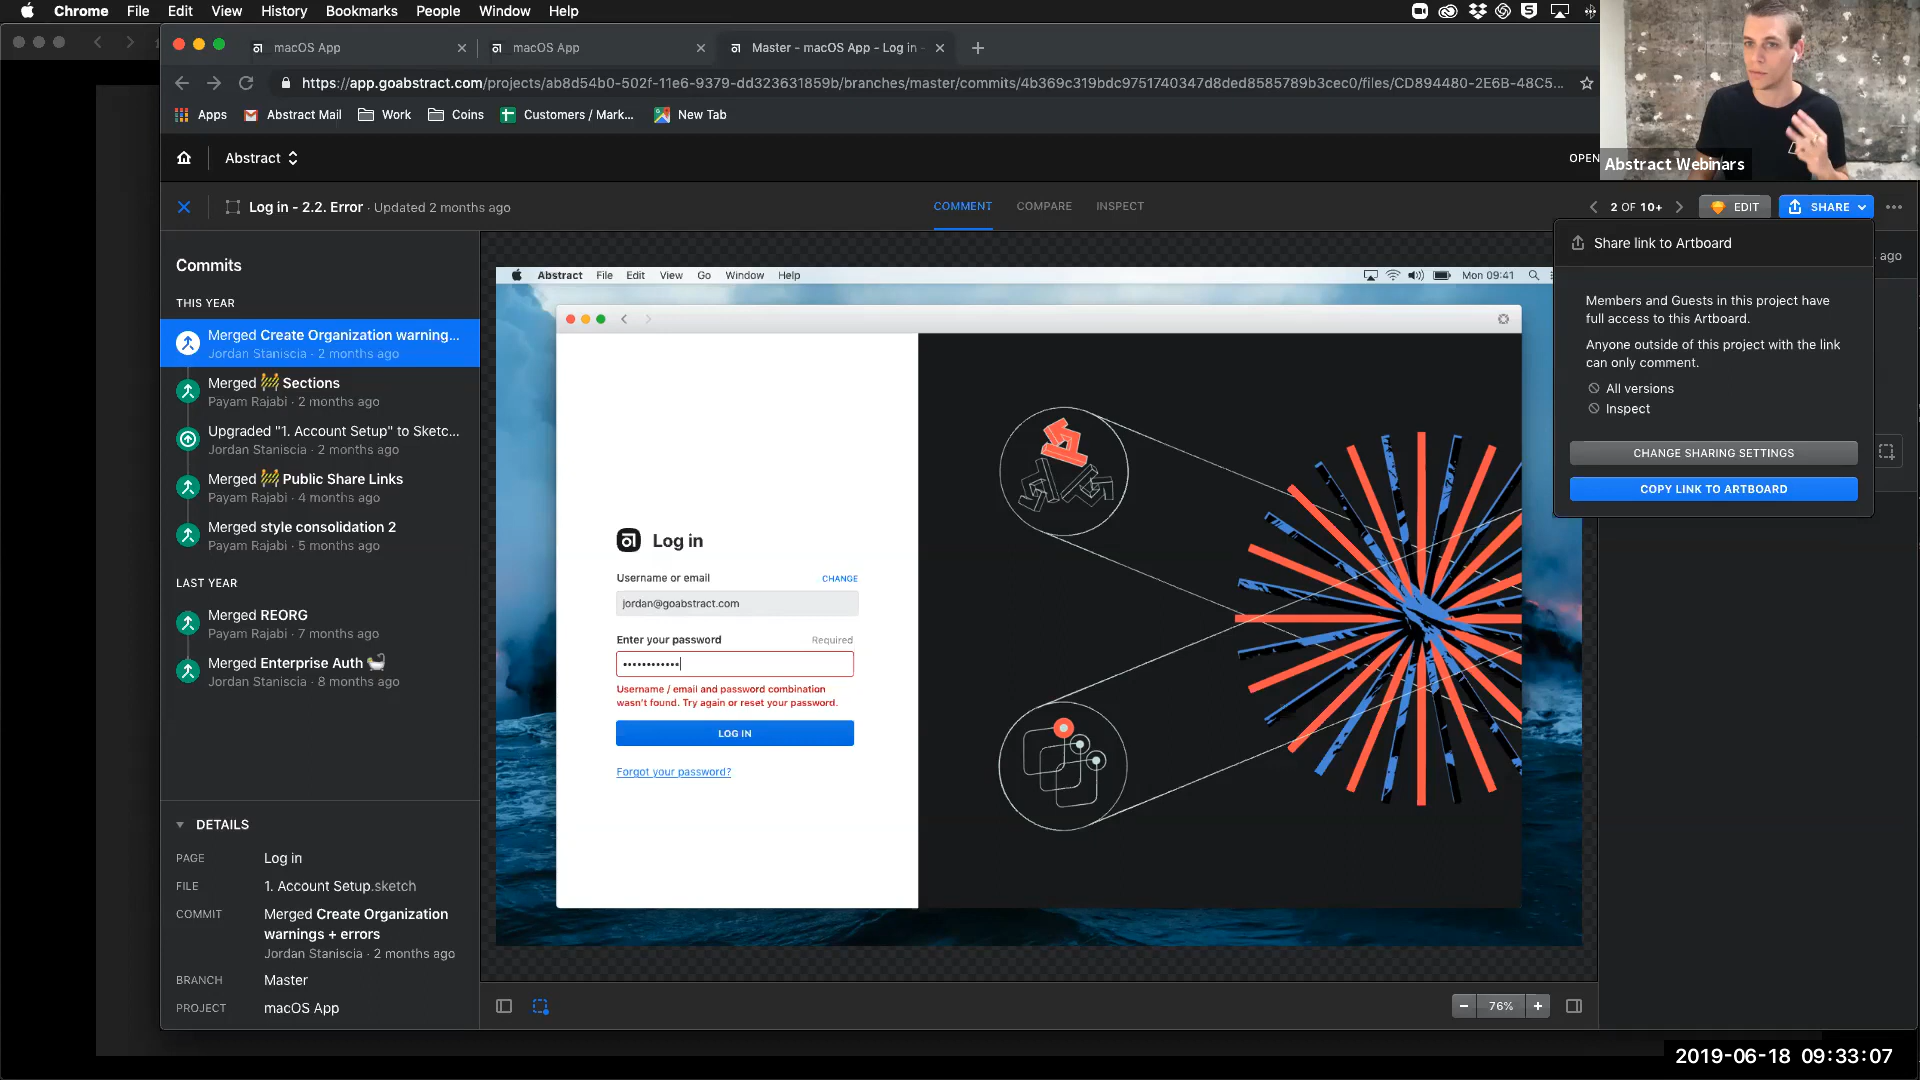 Chrome File Edit View History Bookmarks People Window Help
macOS App
macOS App
Master - macOS App - Log in -
https://app.goabstract.com/projects/ab8d54b0-502f-11e6-9379-dd323631859b/branches/master/commits/4b369c319bdc9751740347d8ded8585789b3cec0/files/CD894480-2E6B-48C5...
Apps Abstract Mail Work Coins Customers / Mark... New Tab
Abstract
OPEN
Abstract Webinars
Log in - 2.2. Error · Updated 2 months ago
COMMENT COMPARE INSPECT
2 OF 10+ EDIT SHARE
Share link to Artboard
ago
Members and Guests in this project have
full access to this Artboard.
Anyone outside of this project with the link
can only comment.
All versions
Inspect
CHANGE SHARING SETTINGS
COPY LINK TO ARTBOARD
Commits
THIS YEAR
Merged Create Organization warning...
Jordan Staniscia · 2 months ago
Merged 🚧 Sections
Payam Rajabi · 2 months ago
Upgraded "1. Account Setup" to Sketc...
Jordan Staniscia · 2 months ago
Merged 🚧 Public Share Links
Payam Rajabi · 4 months ago
Merged style consolidation 2
Payam Rajabi · 5 months ago
LAST YEAR
Merged REORG
Payam Rajabi · 7 months ago
Merged Enterprise Auth 🛀
Jordan Staniscia · 8 months ago
DETAILS
PAGE Log in
FILE 1. Account Setup.sketch
COMMIT Merged Create Organization
warnings + errors
Jordan Staniscia · 2 months ago
BRANCH Master
PROJECT macOS App
Abstract File Edit View Go Window Help
Mon 09:41
Log in
Username or email CHANGE
jordan@goabstract.com
Enter your password Required
••••••••••••
Username / email and password combination
wasn't found. Try again or reset your password.
LOG IN
Forgot your password?
76%
2019-06-18 09:33:07